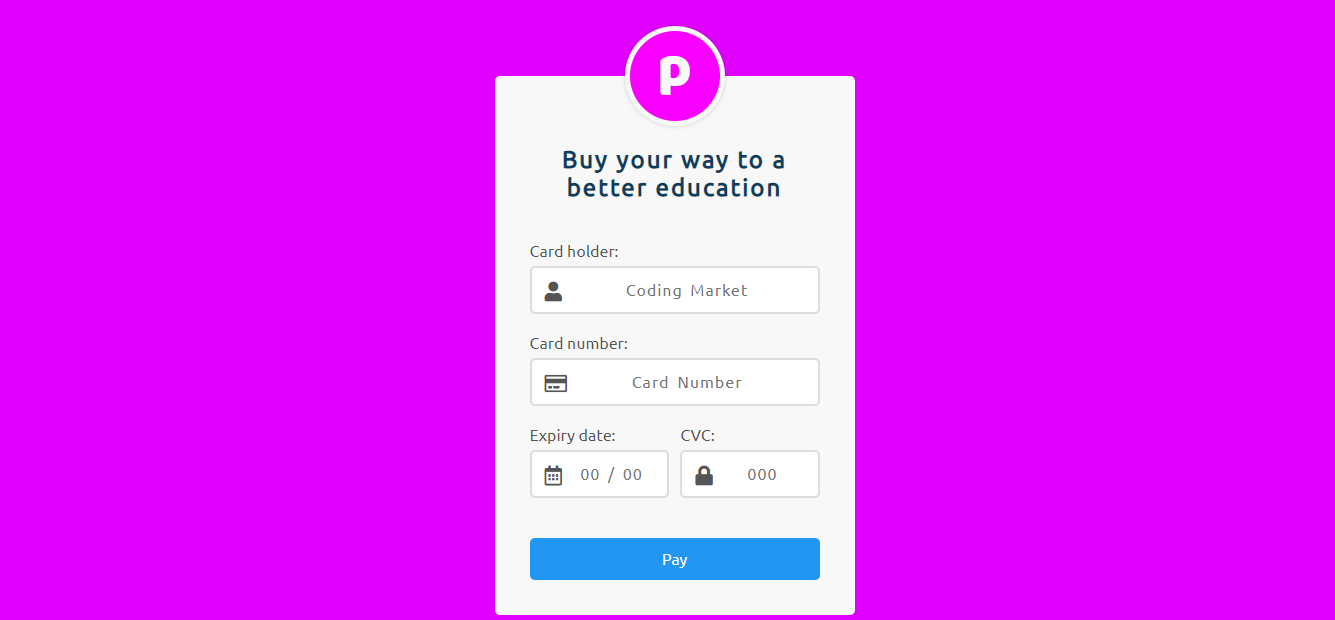 p
Buy your way to a
better education
Card holder:
Coding Market
Card number:
Card Number
Expiry date:
CVC:
00 / 00
000
Pay